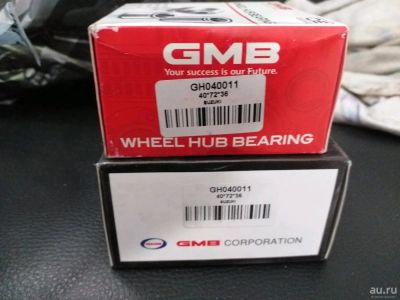 GMB
Your success is our Future.
GH040011
40*72*36
SUZUKI
WHEEL HUB BEARING
GH040011
40*72*36
SUZUKI
GMB CORPORATION
au.ru